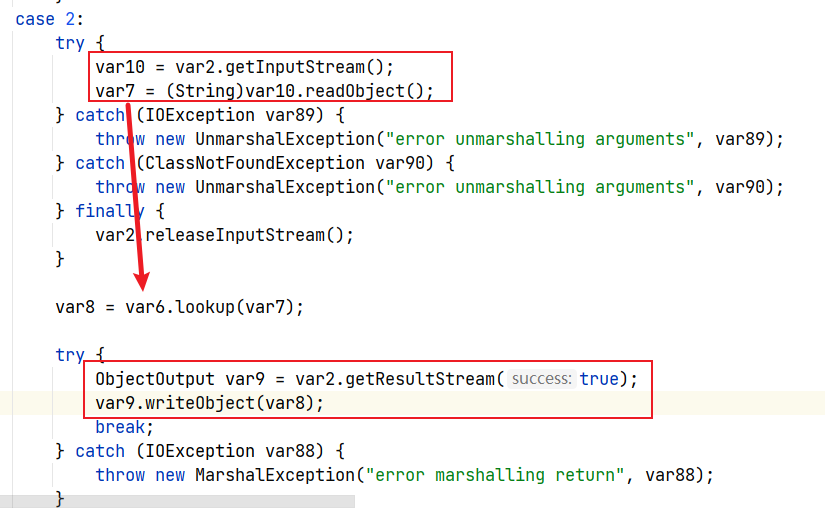 case 2:
try {
var10 = var2.getInputStream();
var7 = (String)var10.readObject();
} catch (IOException var89) {
throw new UnmarshalException("error unmarshalling arguments", var89);
} catch (ClassNotFoundException var90) {
throw new UnmarshalException("error unmarshalling arguments", var90);
} finally {
var2.releaseInputStream();
}
var8 = var6.lookup(var7);
try {
ObjectOutput var9 = var2.getResultStream( success: true);
var9.writeObject(var8);
break;
} catch (IOException var88) {
throw new MarshalException("error marshalling return", var88);
}